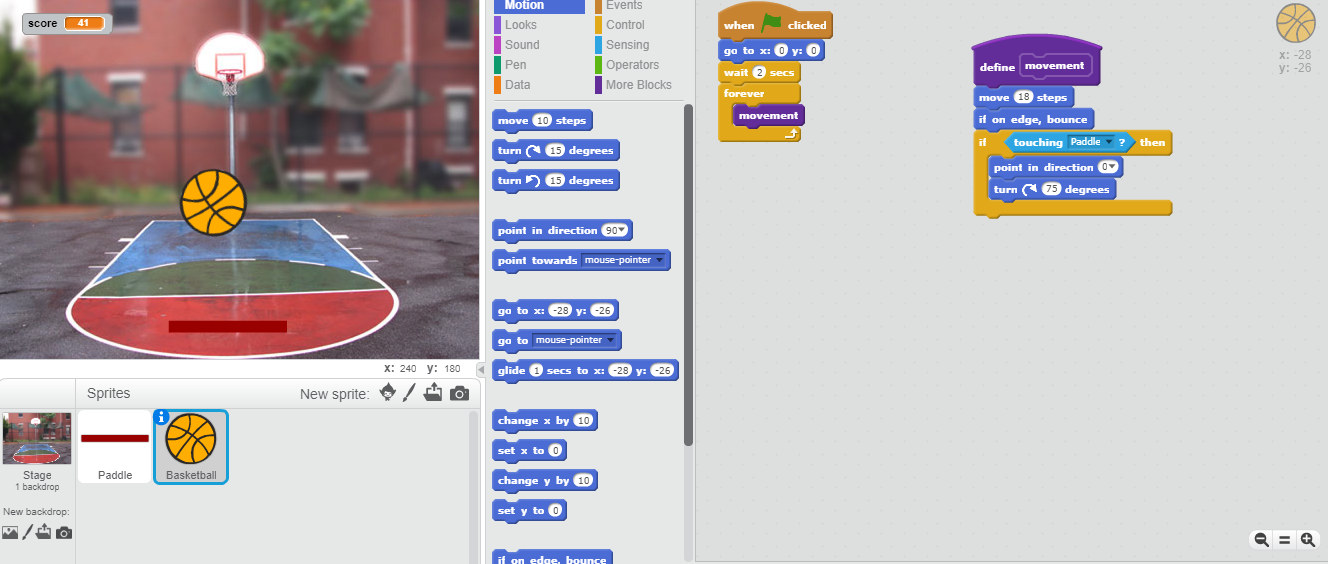 score 41
x: 240 y: 180
Sprites
New sprite:
Stage
1 backdrop
New backdrop:
Paddle
Basketball
Motion
Looks
Sound
Pen
Data
Events
Control
Sensing
Operators
More Blocks
move 10 steps
turn 15 degrees
turn 15 degrees
point in direction 90
point towards mouse-pointer
go to x: -28 y: -26
go to mouse-pointer
glide 1 secs to x: -28 y: -26
change x by 10
set x to 0
change y by 10
set y to 0
if on edge, bounce
when clicked
go to x: 0 y: 0
wait 2 secs
forever
movement
define movement
move 18 steps
if on edge, bounce
if touching Paddle ? then
point in direction 0
turn 75 degrees
x: -28
y: -26